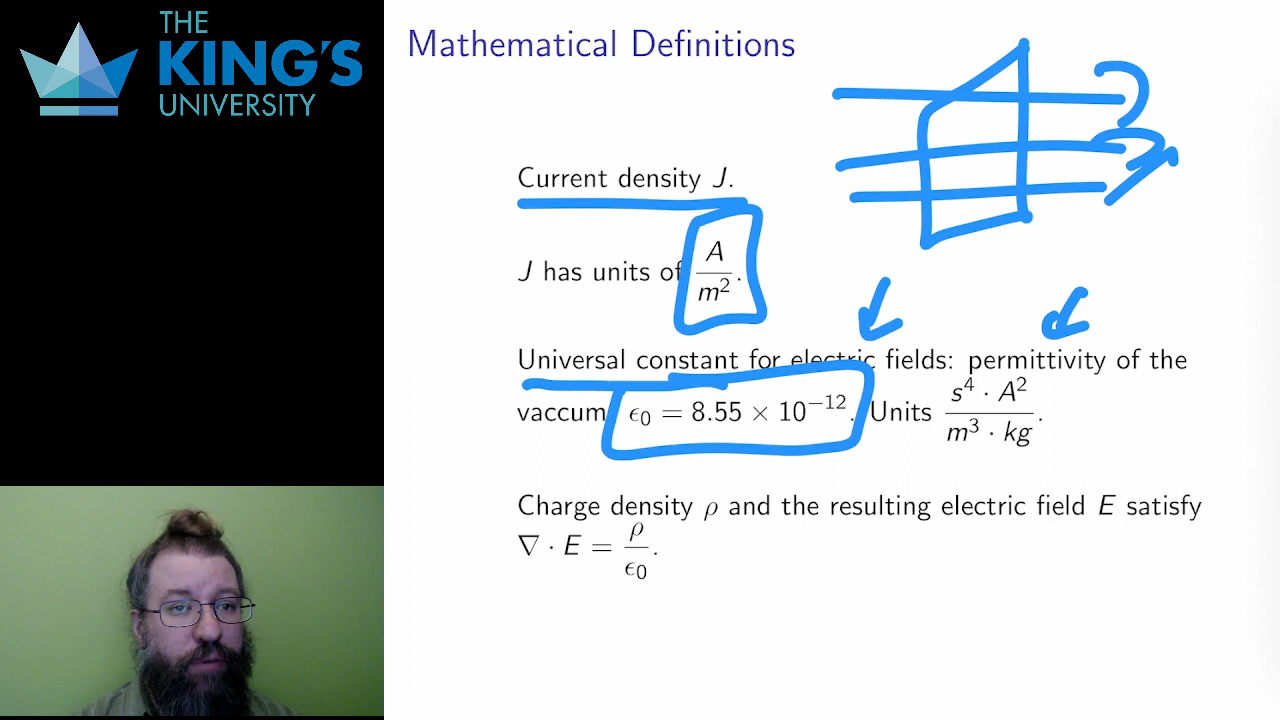 THE
KING'S
UNIVERSITY
Mathematical Definitions
Current density J.
J has units of A/m².
Universal constant for electric fields: permittivity of the
vaccum ϵ₀ = 8.55 × 10⁻¹². Units s⁴ · A²/m³ · kg.
Charge density ρ and the resulting electric field E satisfy
∇ · E = ρ/ϵ₀.